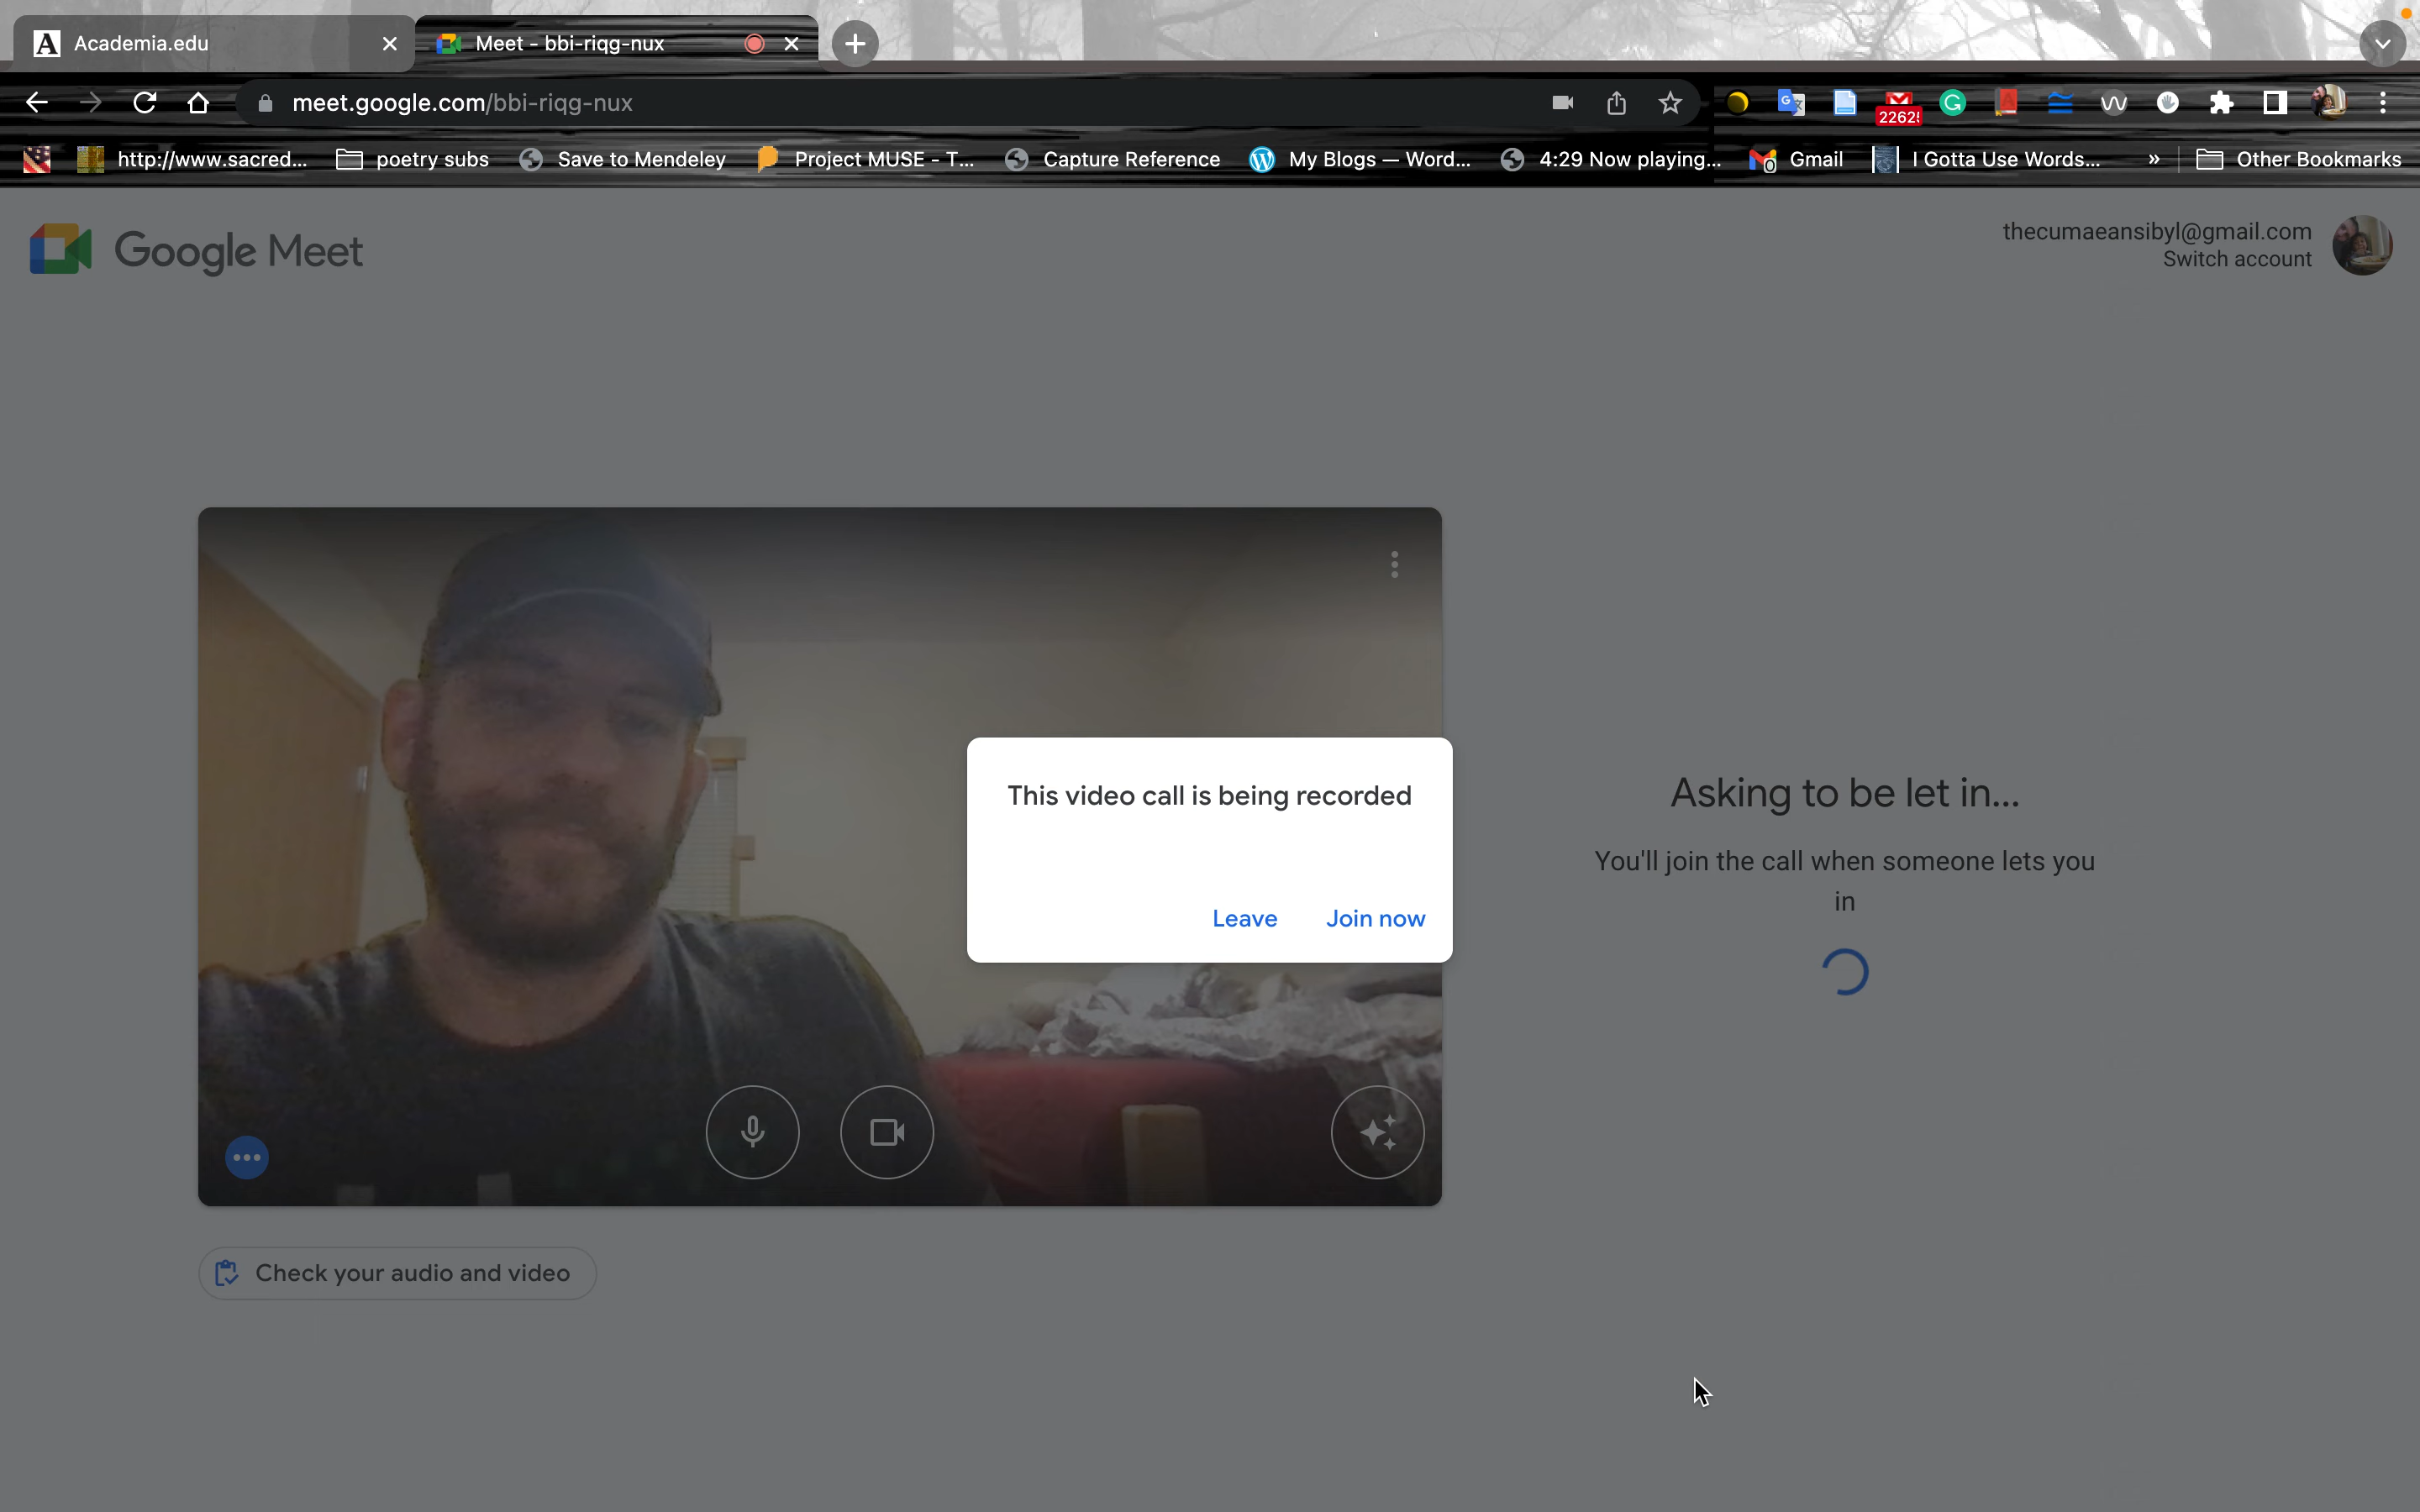 Academia.edu
Meet - bbi-riqg-nux
meet.google.com/bbi-riqg-nux
http://www.sacred...
poetry subs
Save to Mendeley
Project MUSE - T...
Capture Reference
My Blogs — Word...
4:29 Now playing...
Gmail
I Gotta Use Words...
»
Other Bookmarks
Google Meet
thecumaeansibyl@gmail.com
Switch account
This video call is being recorded
Leave
Join now
Asking to be let in...
You'll join the call when someone lets you
in
Check your audio and video